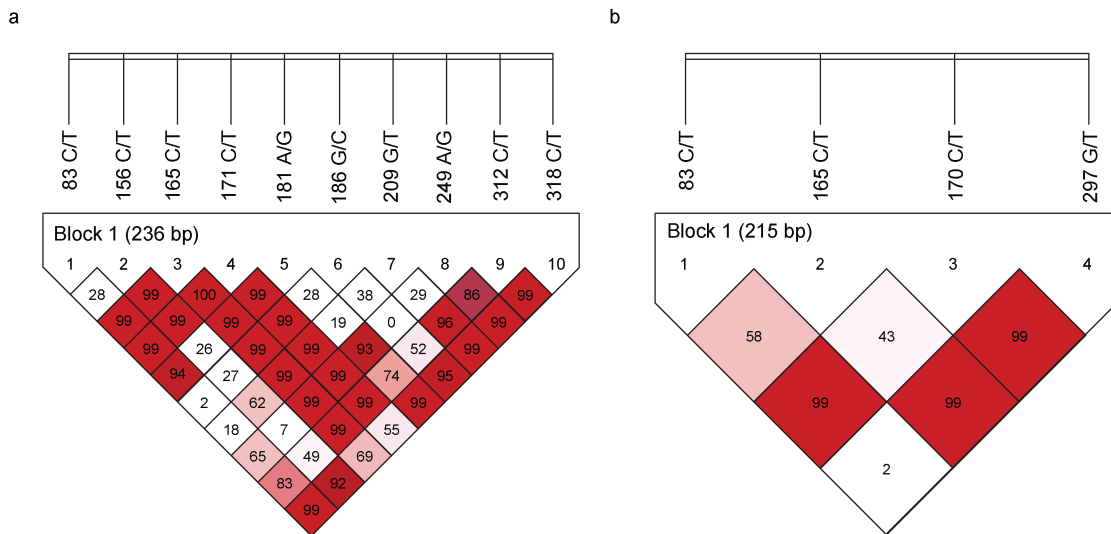 a
83 C/T
156 C/T
165 C/T
171 C/T
181 A/G
186 G/C
209 G/T
249 A/G
312 C/T
318 C/T
Block 1 (236 bp)
1 2 3 4 5 6 7 8 9 10
28 99 100 99 28 38 29 86 99
99 99 99 99 19 0 96 99
99 26 99 99 93 52 99
94 27 99 99 74 95
2 62 99 99 99
18 7 99 55
65 49 69
83 92
99
b
83 C/T
165 C/T
170 C/T
297 G/T
Block 1 (215 bp)
1 2 3 4
58 43 99
99 99
2